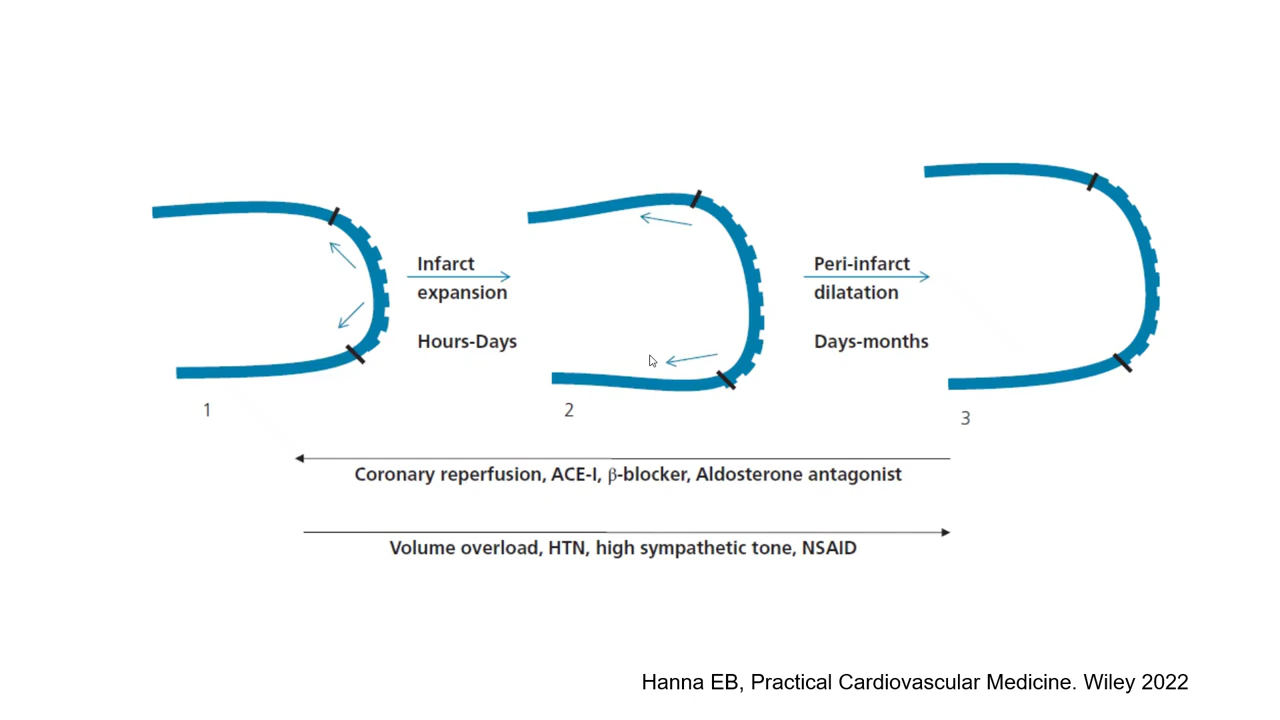 Infarct
expansion
Hours-Days
Peri-infarct
dilatation
Days-months
1
2
3
Coronary reperfusion, ACE-I, β-blocker, Aldosterone antagonist
Volume overload, HTN, high sympathetic tone, NSAID
Hanna EB, Practical Cardiovascular Medicine. Wiley 2022